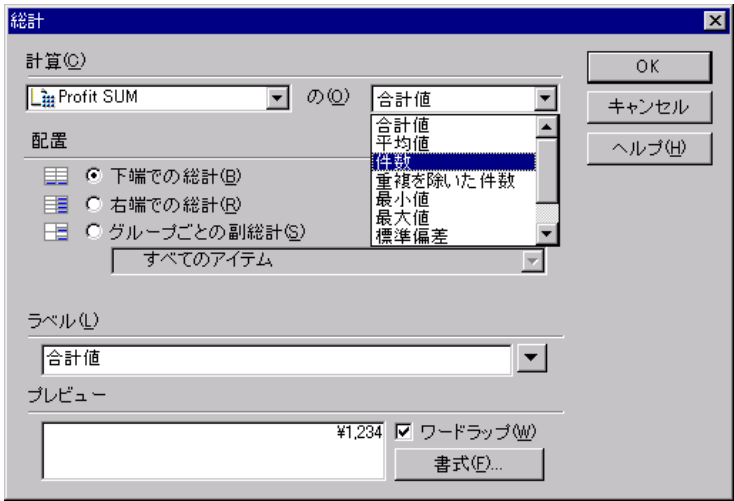 総計
計算(C)
Profit SUM
の(O)
合計値
合計値
平均値
件数
重複を除いた件数
最小値
最大値
標準偏差
OK
キャンセル
ヘルプ(H)
配置
下端での総計(B)
右端での総計(R)
グループごとの副総計(S)
すべてのアイテム
ラベル(L)
合計値
プレビュー
¥1,234
ワードラップ(W)
書式(F)...